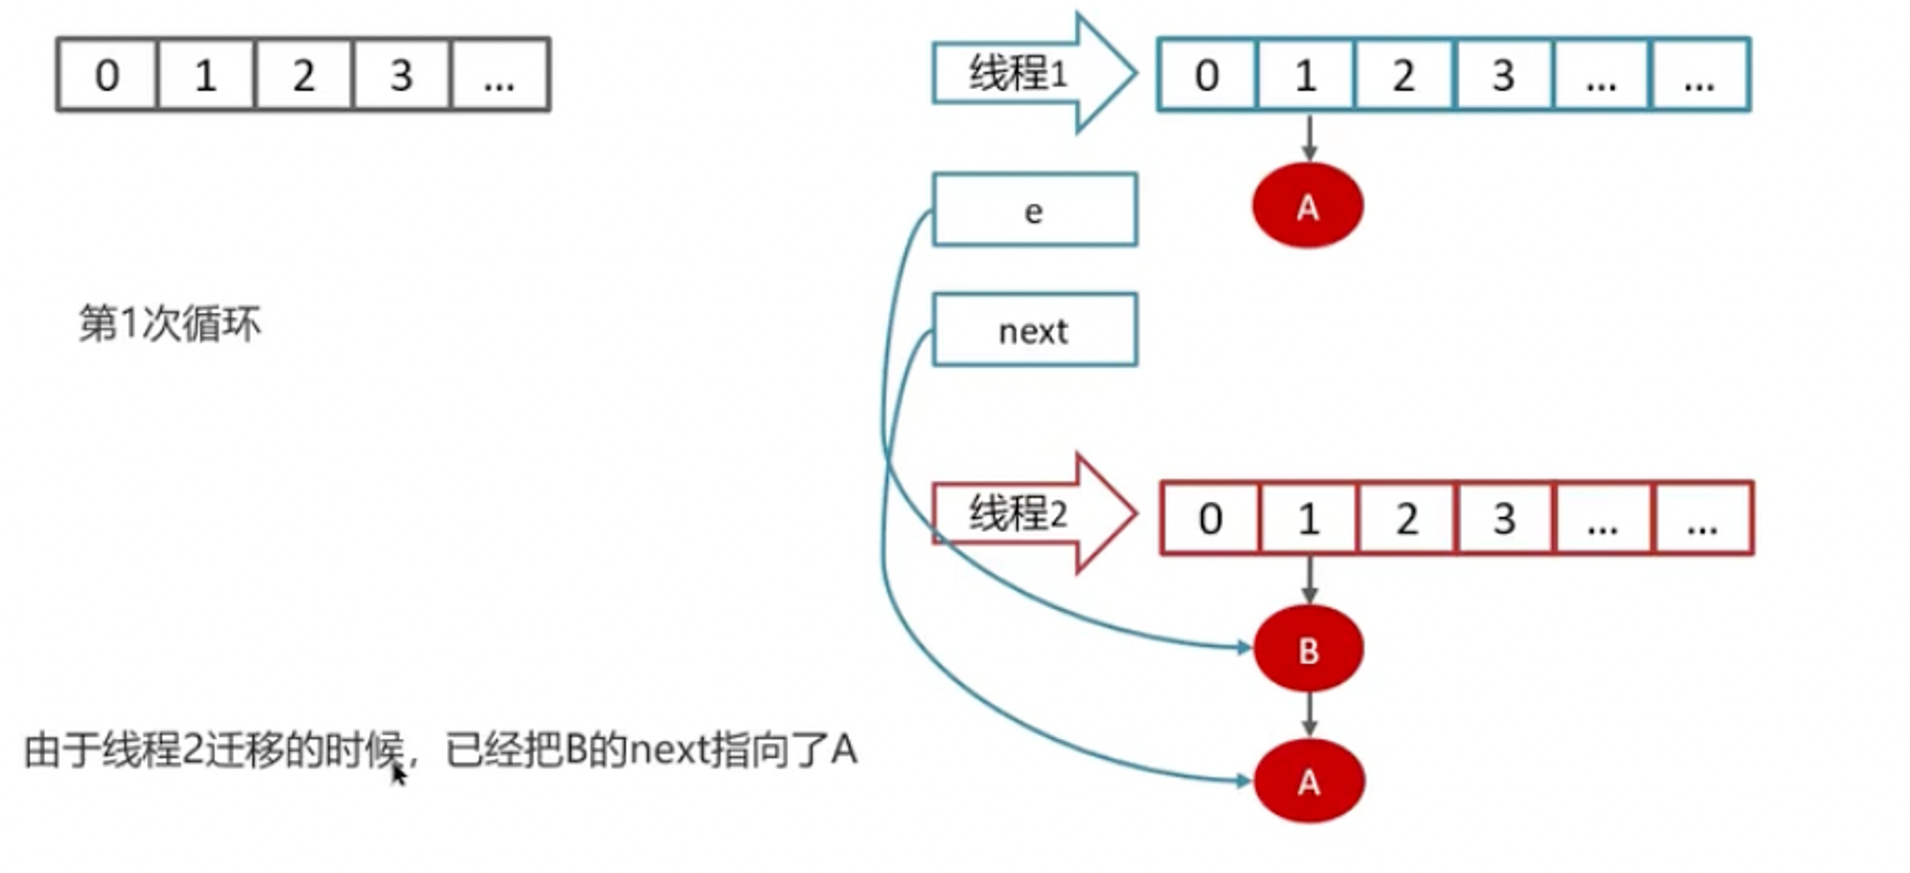 0 1 2 3 ...
线程1
0 1 2 3 ... ...
A
e
第1次循环
next
线程2
0 1 2 3 ... ...
B
由于线程2迁移的时候，已经把B的next指向了A
A